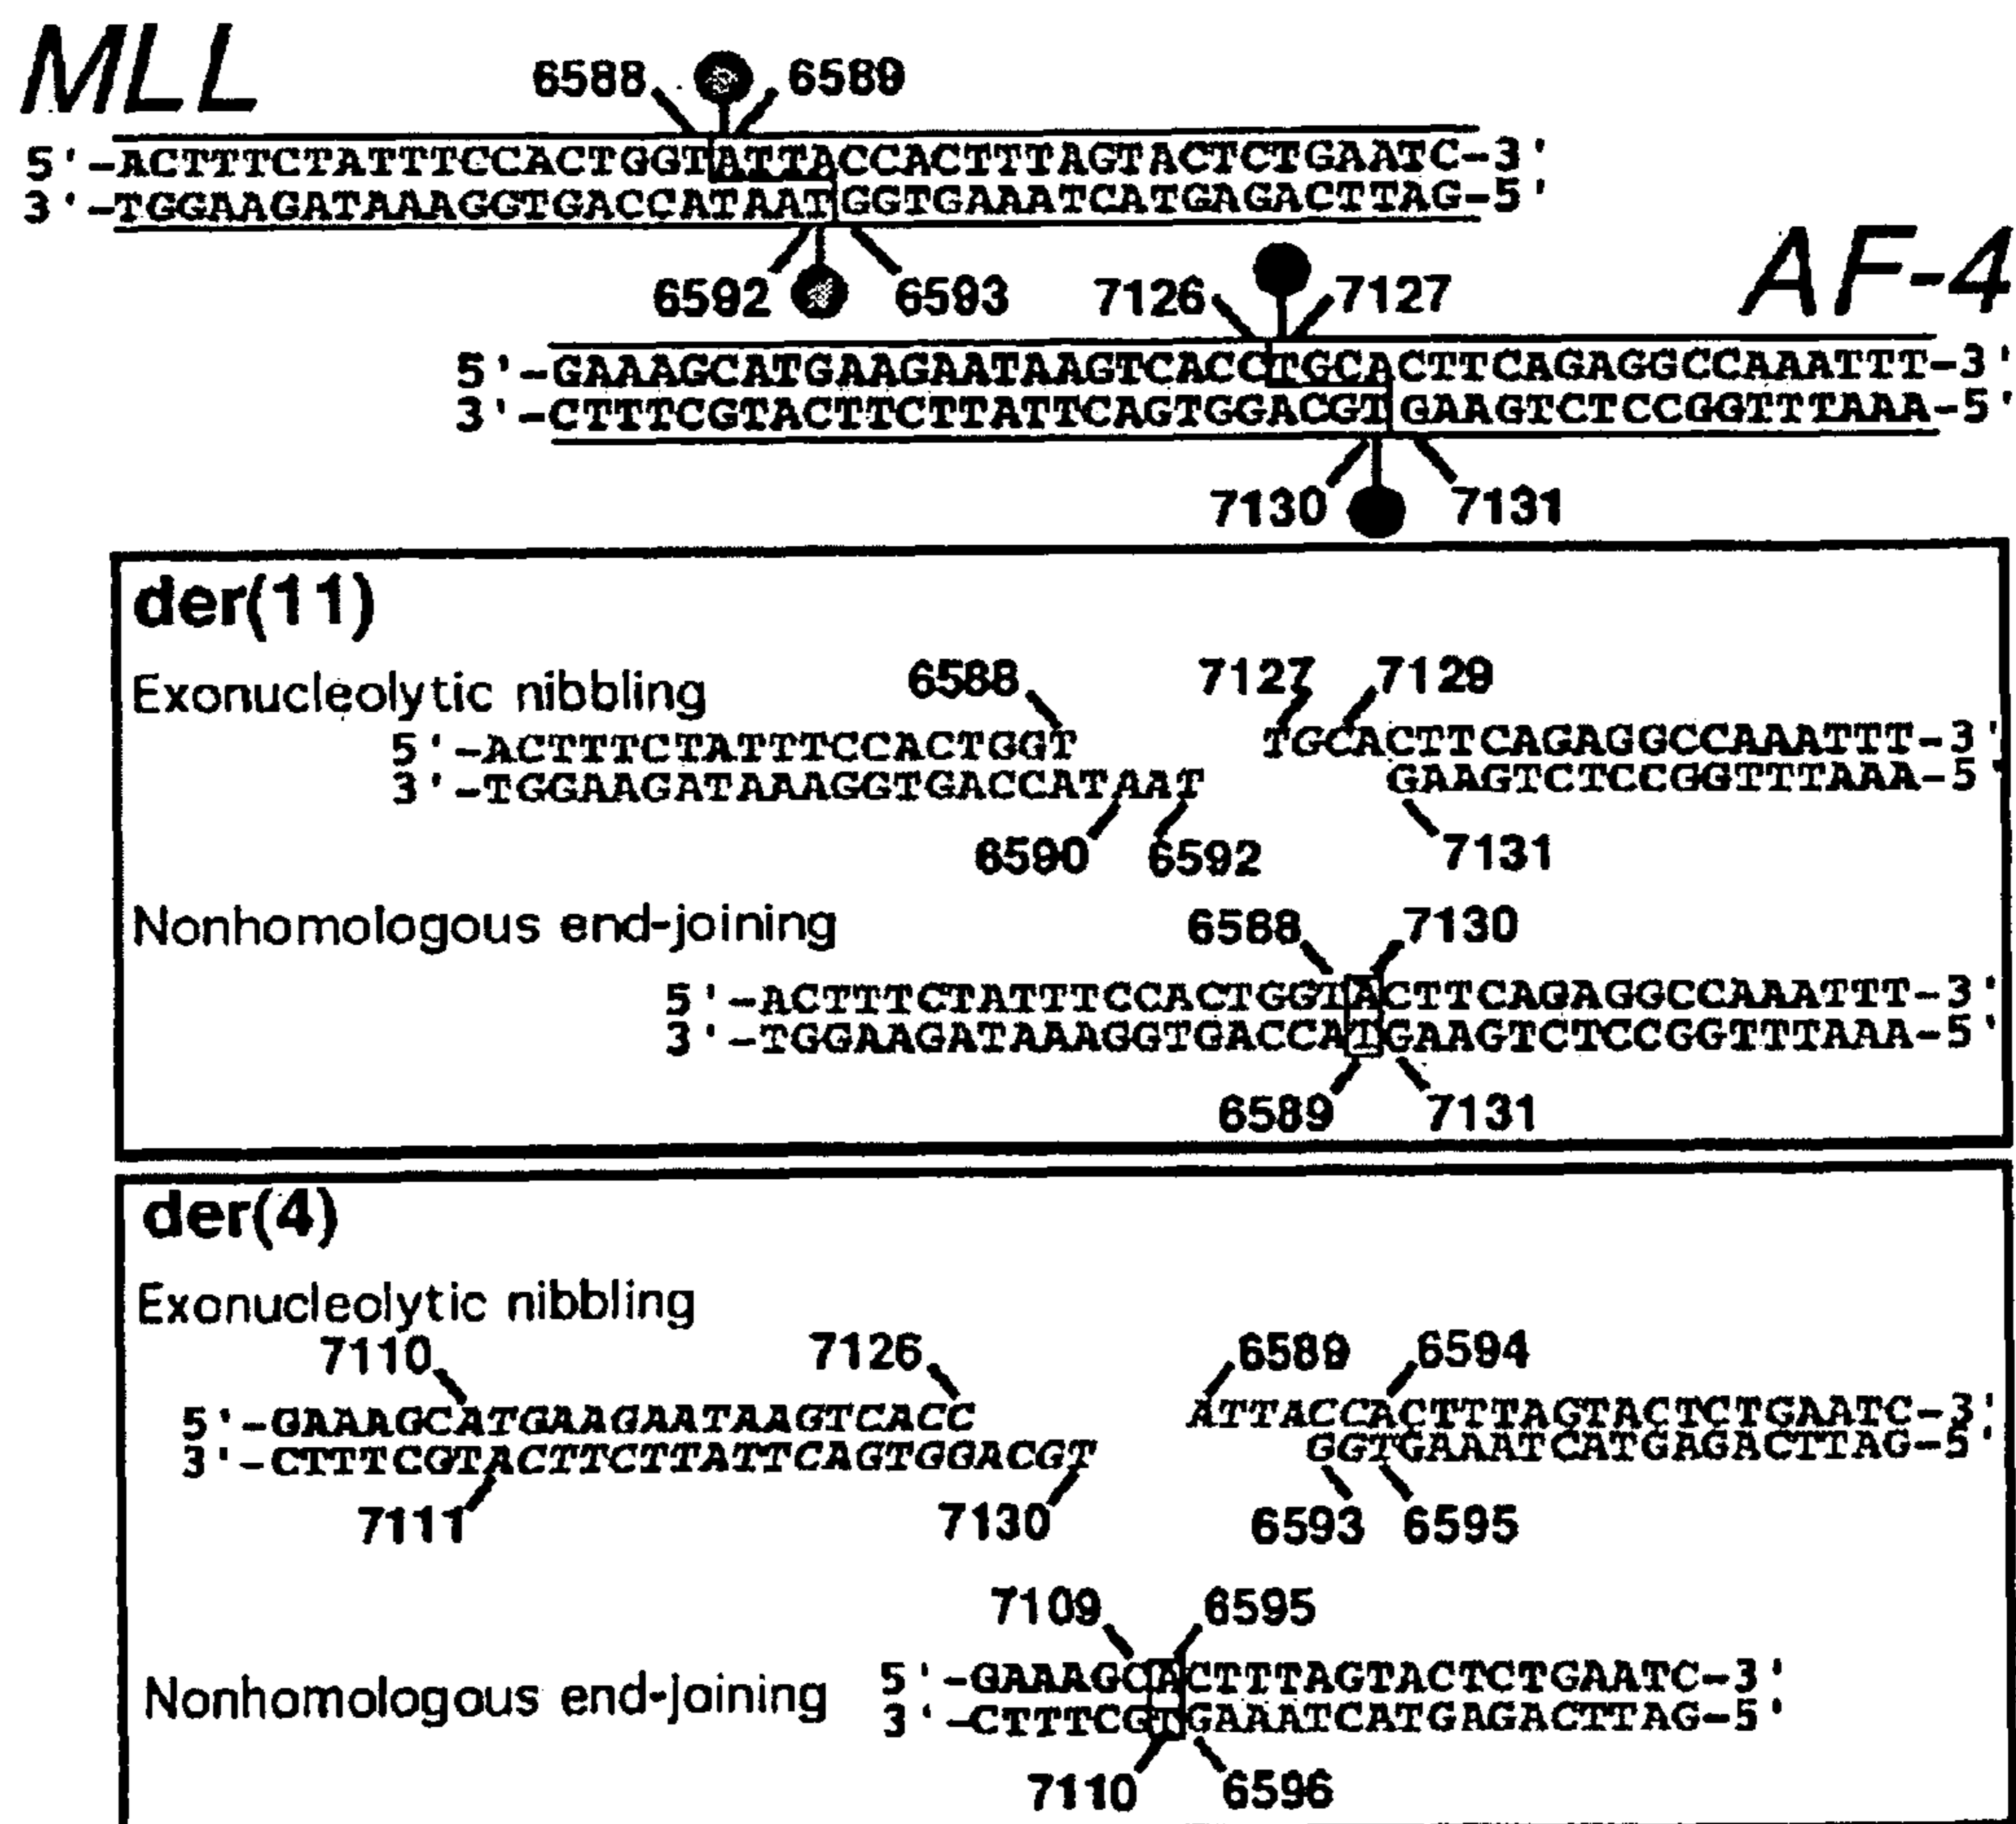 MLL
6588 6589
5'-ACTTTCTATTTCCACTGGTATTACCACTTTAGTACTCTGAATC-3'
3'-TGGAAGATAAAGGTGACCATAATGGTGAAATCATGAGACTTAG-5'
6592 6593
AF-4
7126 7127
5'-GAAAGCATGAAGAATAAGTCACCTGCACTTCAGAGGCCAAATTT-3'
3'-CTTTCGTACTTCTTATTCAGTGGACGTGAAGTCTCCGGTTTAAA-5'
7130 7131
der(11)
Exonucleolytic nibbling
6588 7127 7129
5'-ACTTTCTATTTCCACTGGT TGCACTTCAGAGGCCAAATTT-3'
3'-TGGAAGATAAAGGTGACCATAAT GAAGTCTCCGGTTTAAA-5'
6590 6592 7131
Nonhomologous end-joining
6588 7130
5'-ACTTTCTATTTCCACTGGTACTTCAGAGGCCAAATTT-3'
3'-TGGAAGATAAAGGTGACCATGAAGTCTCCGGTTTAAA-5'
6589 7131
der(4)
Exonucleolytic nibbling
7110 7126 6589 6594
5'-GAAAGCATGAAGAATAAGTCACC ATTACCACTTTAGTACTCTGAATC-3'
3'-CTTTCGTACTTCTTATTCAGTGGACGT GGTGAAATCATGAGACTTAG-5'
7111 7130 6593 6595
7109 6595
Nonhomologous end-joining
5'-GAAAGCACTTTAGTACTCTGAATC-3'
3'-CTTTCGTGAAATCATGAGACTTAG-5'
7110 6596